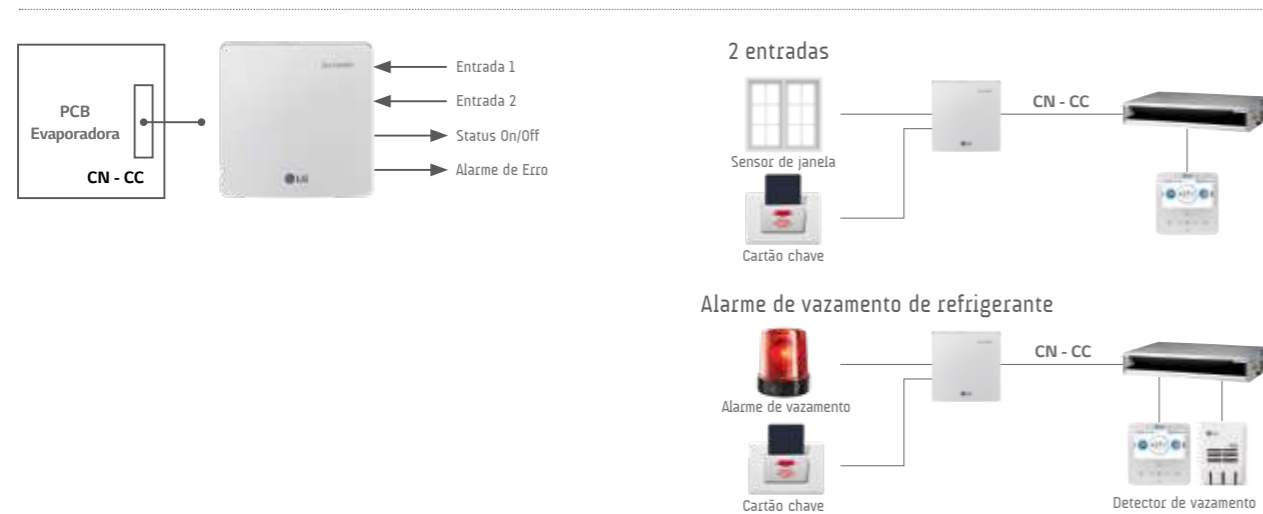 PCB
Evaporadora
CN - CC
LG
Entrada 1
Entrada 2
Status On/Off
Alarme de Erro
2 entradas
Sensor de janela
Cartão chave
CN - CC
Alarme de vazamento de refrigerante
Alarme de vazamento
Cartão chave
CN - CC
Detector de vazamento